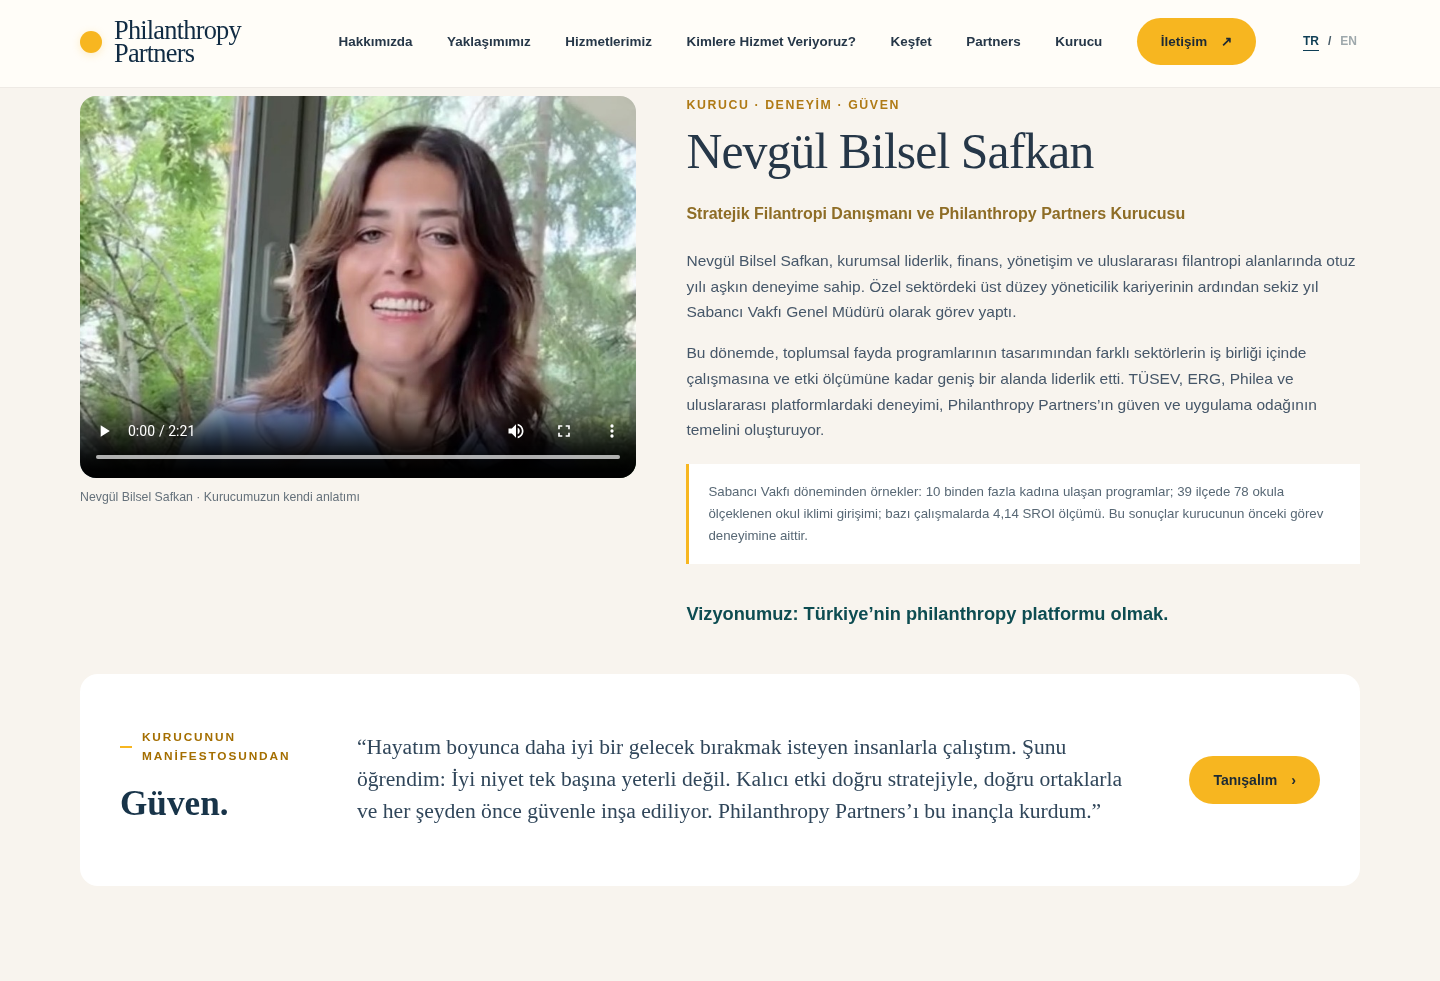 Philanthropy
Partners
Hakkımızda
Yaklaşımımız
Hizmetlerimiz
Kimlere Hizmet Veriyoruz?
Keşfet
Partners
Kurucu
İletişim ↗
TR / EN
0:00 / 2:21
Nevgül Bilsel Safkan · Kurucumuzun kendi anlatımı
KURUCU · DENEYİM · GÜVEN
Nevgül Bilsel Safkan
Stratejik Filantropi Danışmanı ve Philanthropy Partners Kurucusu
Nevgül Bilsel Safkan, kurumsal liderlik, finans, yönetişim ve uluslararası filantropi alanlarında otuz
yılı aşkın deneyime sahip. Özel sektördeki üst düzey yöneticilik kariyerinin ardından sekiz yıl
Sabancı Vakfı Genel Müdürü olarak görev yaptı.
Bu dönemde, toplumsal fayda programlarının tasarımından farklı sektörlerin iş birliği içinde
çalışmasına ve etki ölçümüne kadar geniş bir alanda liderlik etti. TÜSEV, ERG, Philea ve
uluslararası platformlardaki deneyimi, Philanthropy Partners’ın güven ve uygulama odağının
temelini oluşturuyor.
Sabancı Vakfı döneminden örnekler: 10 binden fazla kadına ulaşan programlar; 39 ilçede 78 okula
ölçeklenen okul iklimi girişimi; bazı çalışmalarda 4,14 SROI ölçümü. Bu sonuçlar kurucunun önceki görev
deneyimine aittir.
Vizyonumuz: Türkiye’nin philanthropy platformu olmak.
KURUCUNUN
MANİFESTOSUNDAN
Güven.
“Hayatım boyunca daha iyi bir gelecek bırakmak isteyen insanlarla çalıştım. Şunu
öğrendim: İyi niyet tek başına yeterli değil. Kalıcı etki doğru stratejiyle, doğru ortaklarla
ve her şeyden önce güvenle inşa ediliyor. Philanthropy Partners’ı bu inançla kurdum.”
Tanışalım ›